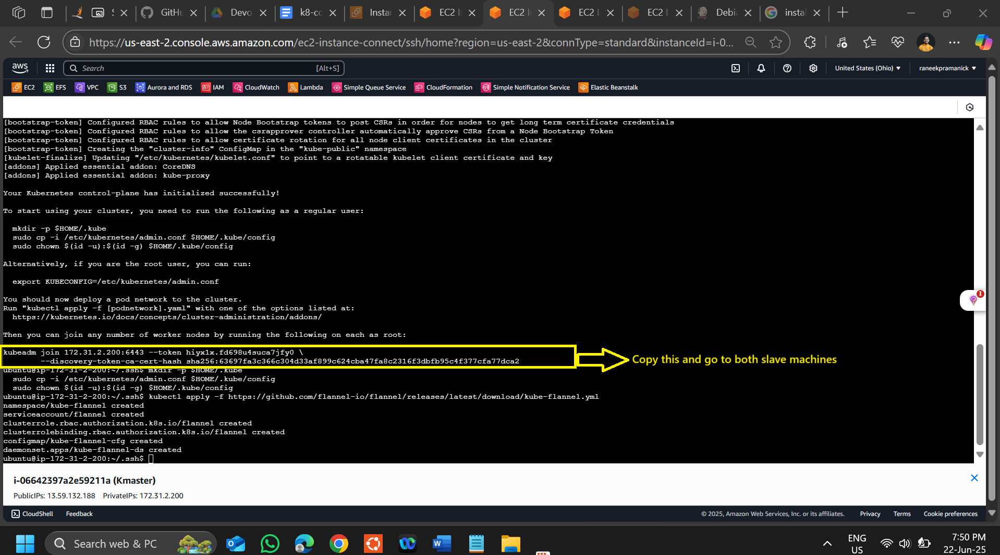 GitHu
Devo
k8-co
Instan
EC2 I
EC2 I
EC2 I
EC2 I
Debia
instal
https://us-east-2.console.aws.amazon.com/ec2-instance-connect/ssh/home?region=us-east-2&connType=standard&instanceId=i-0...
aws
Search
[Alt+S]
United States (Ohio)
raneekpramanick
EC2
EFS
VPC
S3
Aurora and RDS
IAM
CloudWatch
Lambda
Simple Queue Service
CloudFormation
Simple Notification Service
Elastic Beanstalk
[bootstrap-token] Configured RBAC rules to allow Node Bootstrap tokens to post CSRs in order for nodes to get long term certificate credentials
[bootstrap-token] Configured RBAC rules to allow the csrapprover controller automatically approve CSRs from a Node Bootstrap Token
[bootstrap-token] Configured RBAC rules to allow certificate rotation for all node client certificates in the cluster
[bootstrap-token] Creating the "cluster-info" ConfigMap in the "kube-public" namespace
[kubelet-finalize] Updating "/etc/kubernetes/kubelet.conf" to point to a rotatable kubelet client certificate and key
[addons] Applied essential addon: CoreDNS
[addons] Applied essential addon: kube-proxy
Your Kubernetes control-plane has initialized successfully!
To start using your cluster, you need to run the following as a regular user:
mkdir -p $HOME/.kube
sudo cp -i /etc/kubernetes/admin.conf $HOME/.kube/config
sudo chown $(id -u):$(id -g) $HOME/.kube/config
Alternatively, if you are the root user, you can run:
export KUBECONFIG=/etc/kubernetes/admin.conf
You should now deploy a pod network to the cluster.
Run "kubectl apply -f [podnetwork].yaml" with one of the options listed at:
https://kubernetes.io/docs/concepts/cluster-administration/addons/
1
Then you can join any number of worker nodes by running the following on each as root:
kubeadm join 172.31.2.200:6443 --token hiyx1x.fd698u4suca7jfy0 \
--discovery-token-ca-cert-hash sha256:63697fa3c366c304d33af899c624cba47fa8c2316f3dbfb95c4f377cfa77dca2
Copy this and go to both slave machines
ubuntu@ip-172-31-2-200:~/.ssh$ mkdir -p $HOME/.kube
sudo cp -i /etc/kubernetes/admin.conf $HOME/.kube/config
sudo chown $(id -u):$(id -g) $HOME/.kube/config
ubuntu@ip-172-31-2-200:~/.ssh$ kubectl apply -f https://github.com/flannel-io/flannel/releases/latest/download/kube-flannel.yml
namespace/kube-flannel created
serviceaccount/flannel created
clusterrole.rbac.authorization.k8s.io/flannel created
clusterrolebinding.rbac.authorization.k8s.io/flannel created
configmap/kube-flannel-cfg created
daemonset.apps/kube-flannel-ds created
ubuntu@ip-172-31-2-200:~/.ssh$
i-06642397a2e59211a (Kmaster)
PublicIPs: 13.59.132.188 PrivateIPs: 172.31.2.200
CloudShell
Feedback
© 2025, Amazon Web Services, Inc. or its affiliates.
Privacy
Terms
Cookie preferences
Search web & PC
ENG
US
7:50 PM
22-Jun-25